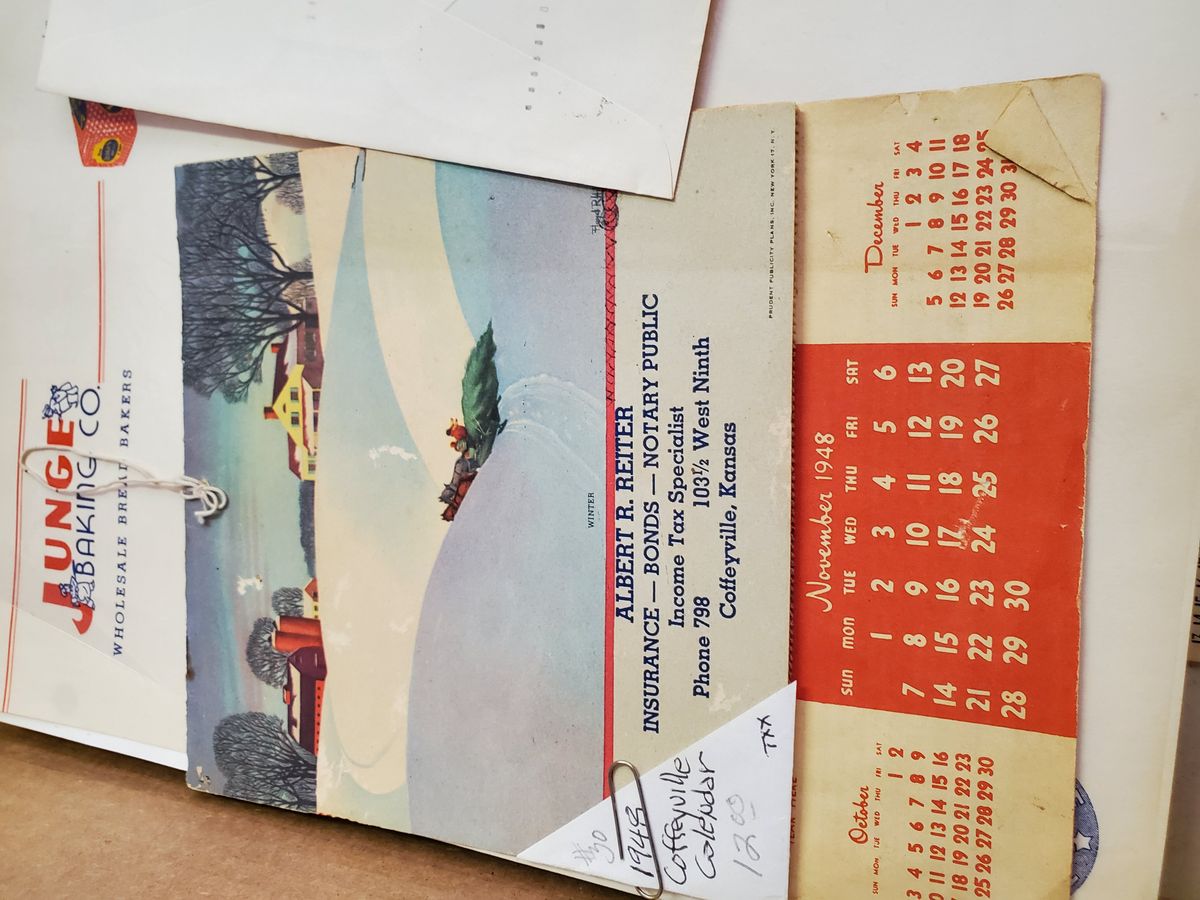 JUNGE
BAKING CO.
WHOLESALE BREAD BAKERS
WINTER
ALBERT R. REITER
INSURANCE — BONDS — NOTARY PUBLIC
Income Tax Specialist
Phone 798 103½ West Ninth
Coffeyville, Kansas
PRUDENT PUBLICITY PLANS, INC. NEW YORK 17, N.Y.
1948
Coffeyville
Calendar
12.00
TXX
October
SUN MON TUE WED THU FRI SAT
1 2
3 4 5 6 7 8 9
11 12 13 14 15 16
18 19 20 21 22 23
25 26 27 28 29 30
November 1948
SUN MON TUE WED THU FRI SAT
1 2 3 4 5 6
7 8 9 10 11 12 13
14 15 16 17 18 19 20
21 22 23 24 25 26 27
28 29 30
December
SUN MON TUE WED THU FRI SAT
1 2 3 4
5 6 7 8 9 10 11
12 13 14 15 16 17 18
19 20 21 22 23 24 25
26 27 28 29 30 31